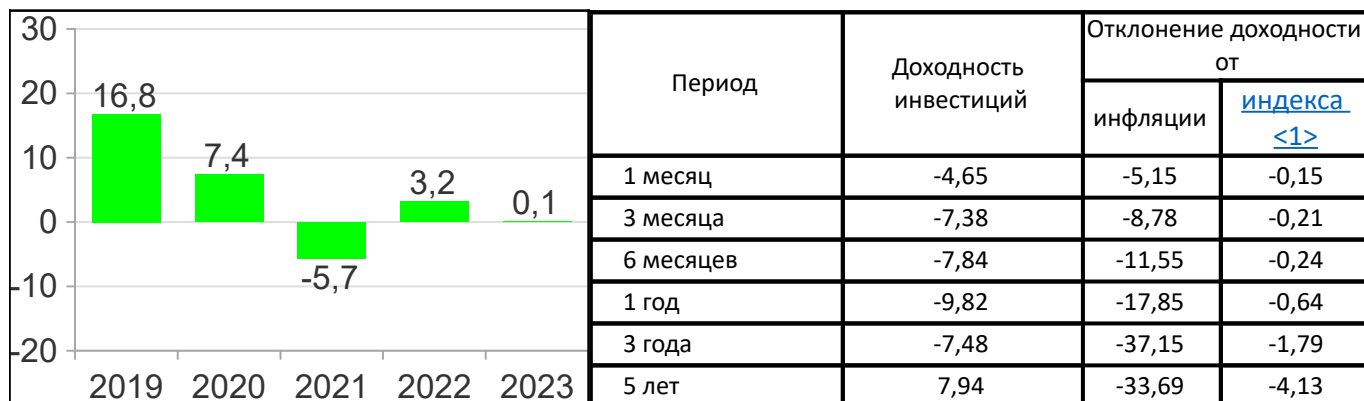 30
20
10
0
-10
-20
16,8
7,4
-5,7
3,2
0,1
2019 2020 2021 2022 2023
Период
Доходность
инвестиций
Отклонение доходности
от
инфляции
индекса
<1>
1 месяц -4,65 -5,15 -0,15
3 месяца -7,38 -8,78 -0,21
6 месяцев -7,84 -11,55 -0,24
1 год -9,82 -17,85 -0,64
3 года -7,48 -37,15 -1,79
5 лет 7,94 -33,69 -4,13